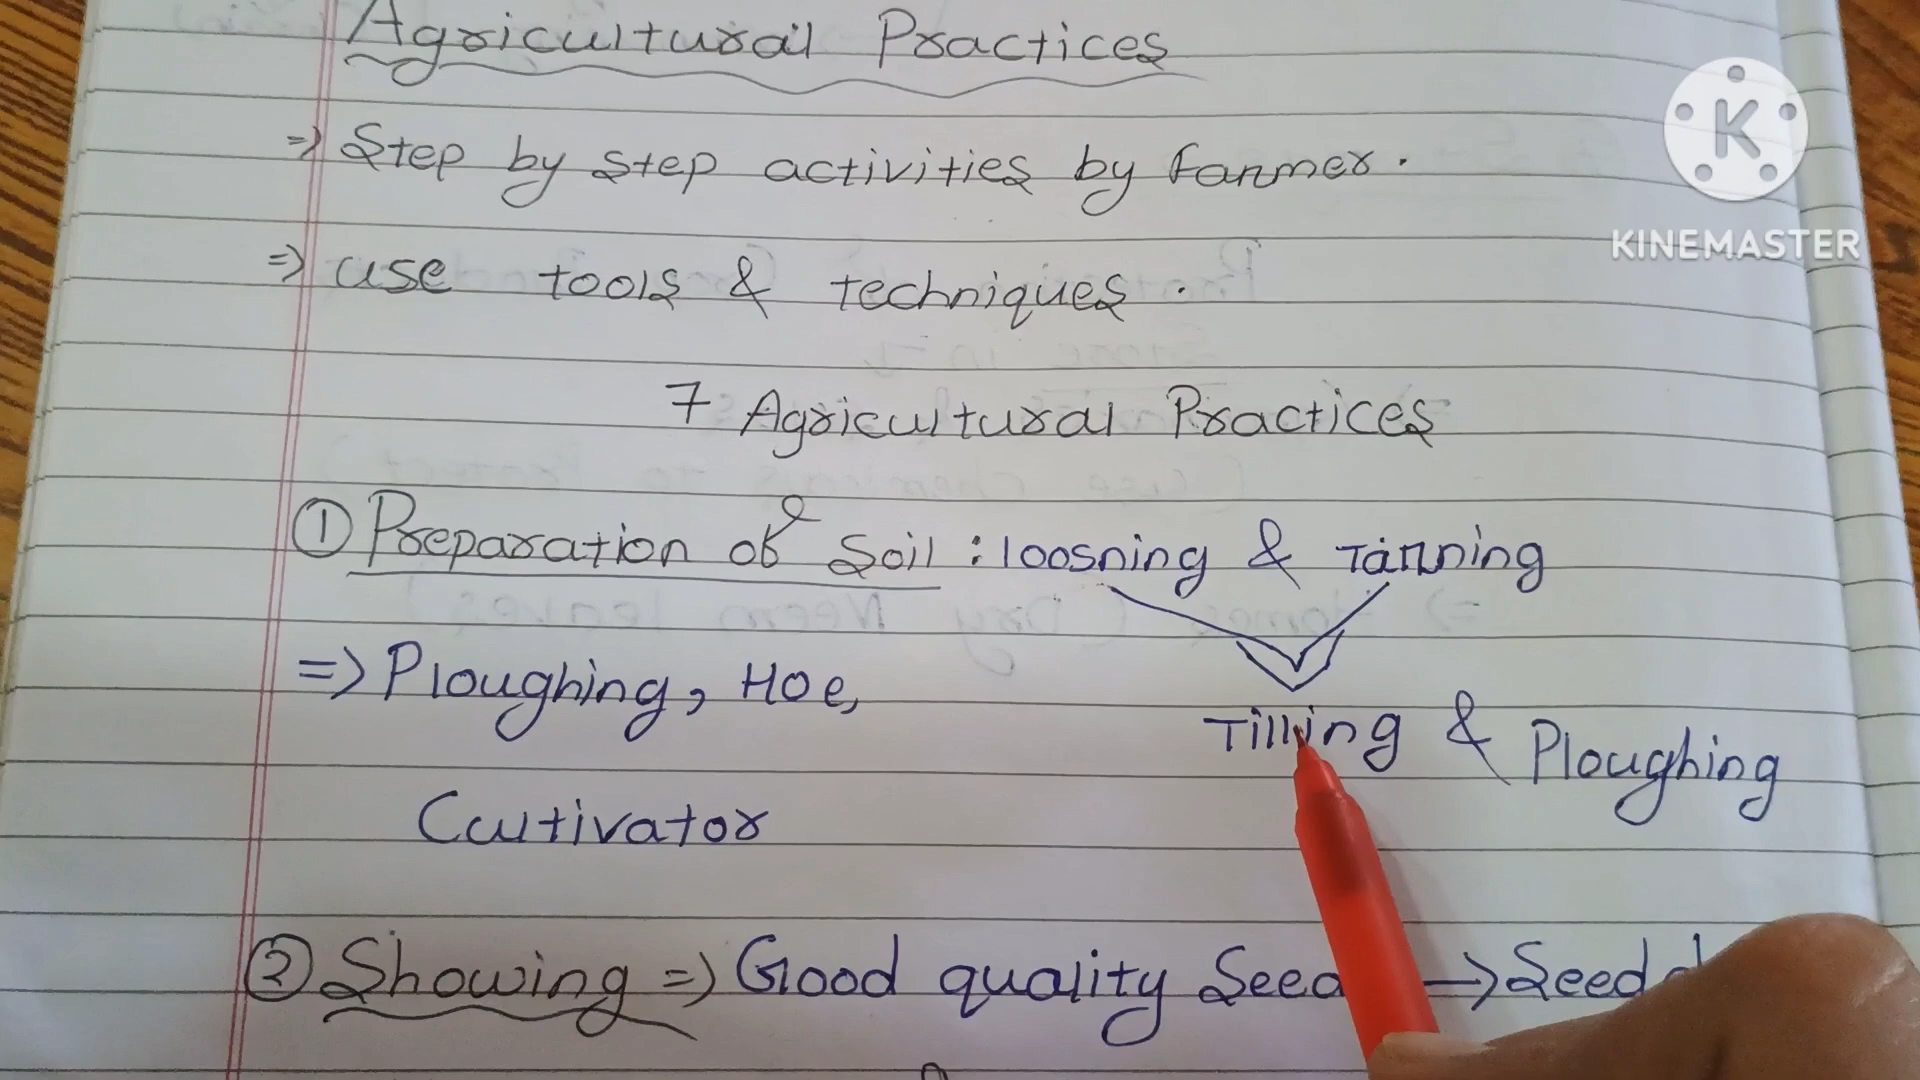 Agricultural Practices
=> Step by step activities by Farmer.
=> use tools & techniques.
7 Agricultural Practices
① Preparation of Soil : loosning & Tarnning
=> Ploughing, Hoe,
Tilling & Ploughing
Cultivator
② Showing => Good quality Seed → Seed
K
KINEMASTER